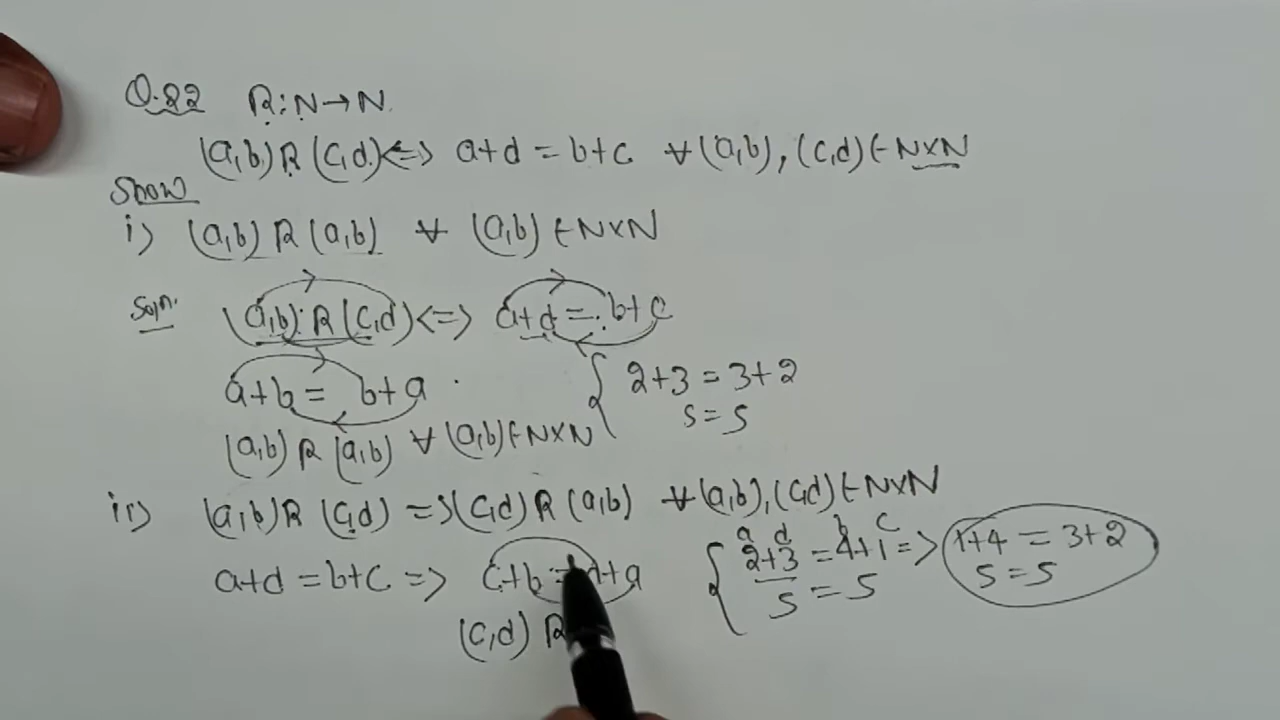 Q.22 R:N→N.
(a,b) R (c,d) <=> a+d = b+c ∀(a,b), (c,d) ∈ N×N
Show
i) (a,b) R (a,b) ∀ (a,b) ∈ N×N
Soln. (a,b) R (c,d) <=> a+d = b+c
a+b = b+a
2+3 = 3+2
5 = 5
(a,b) R (a,b) ∀ (a,b) ∈ N×N
ii) (a,b) R (c,d) => (c,d) R (a,b) ∀(a,b), (c,d) ∈ N×N
a d b c
a+d = b+c => c+b = d+a
2+3 = 4+1 => 1+4 = 3+2
5 = 5 5 = 5
(c,d) R